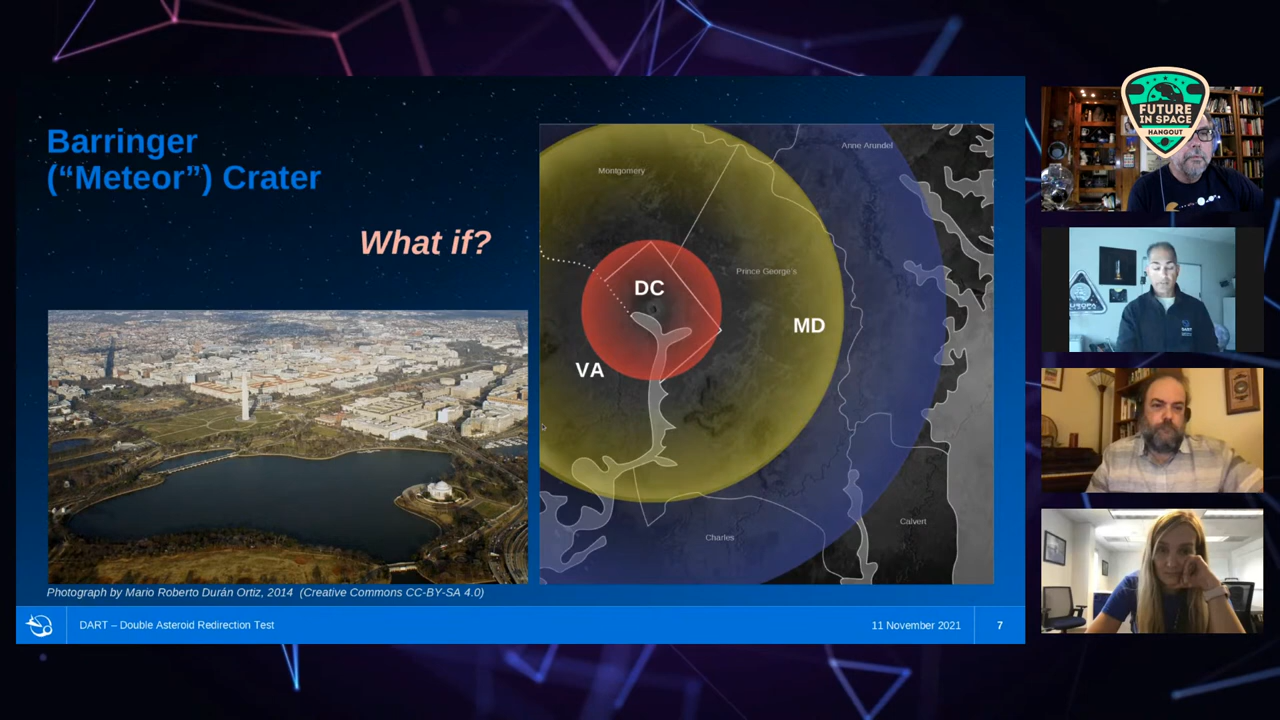 Barringer
(“Meteor”) Crater
What if?
Montgomery
Anne Arundel
Prince George's
DC
MD
VA
Charles
Calvert
Photograph by Mario Roberto Durán Ortiz, 2014 (Creative Commons CC-BY-SA 4.0)
DART – Double Asteroid Redirection Test
11 November 2021
7
FUTURE
IN SPACE
HANGOUT